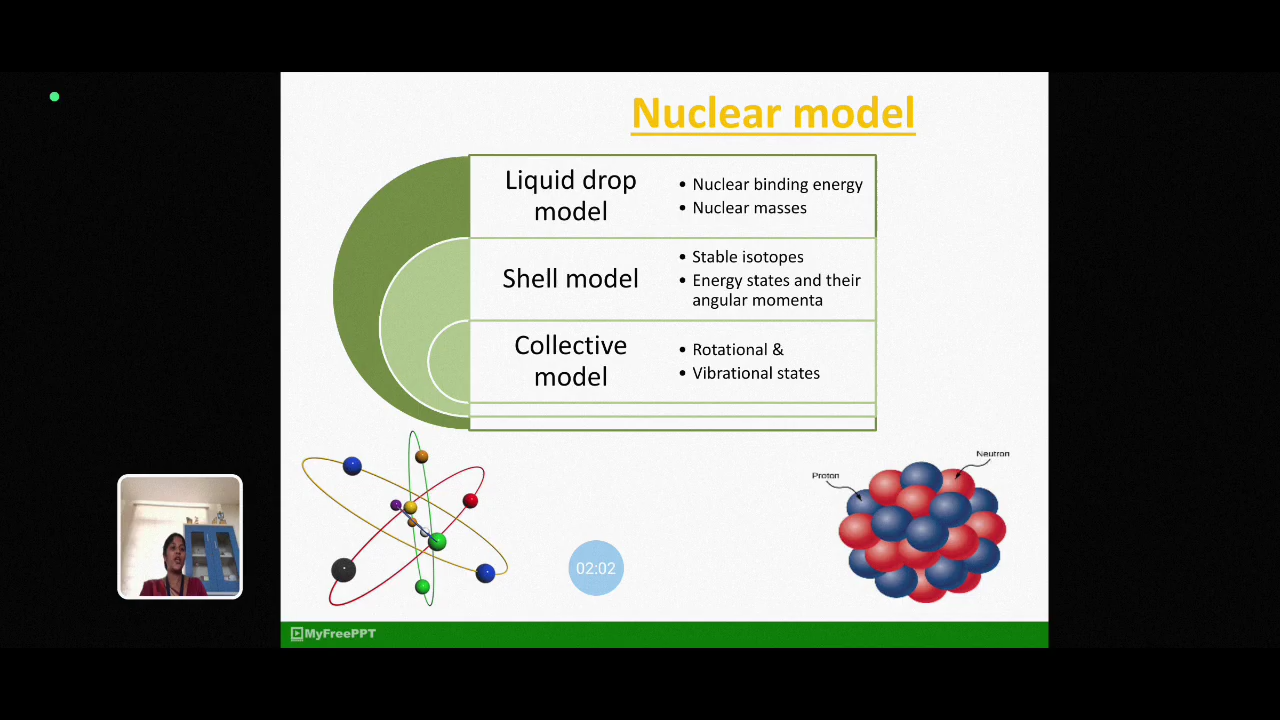 Nuclear model
Liquid drop
model
• Nuclear binding energy
• Nuclear masses
Shell model
• Stable isotopes
• Energy states and their
angular momenta
Collective
model
• Rotational &
• Vibrational states
Neutron
Proton
02:02
MyFreePPT